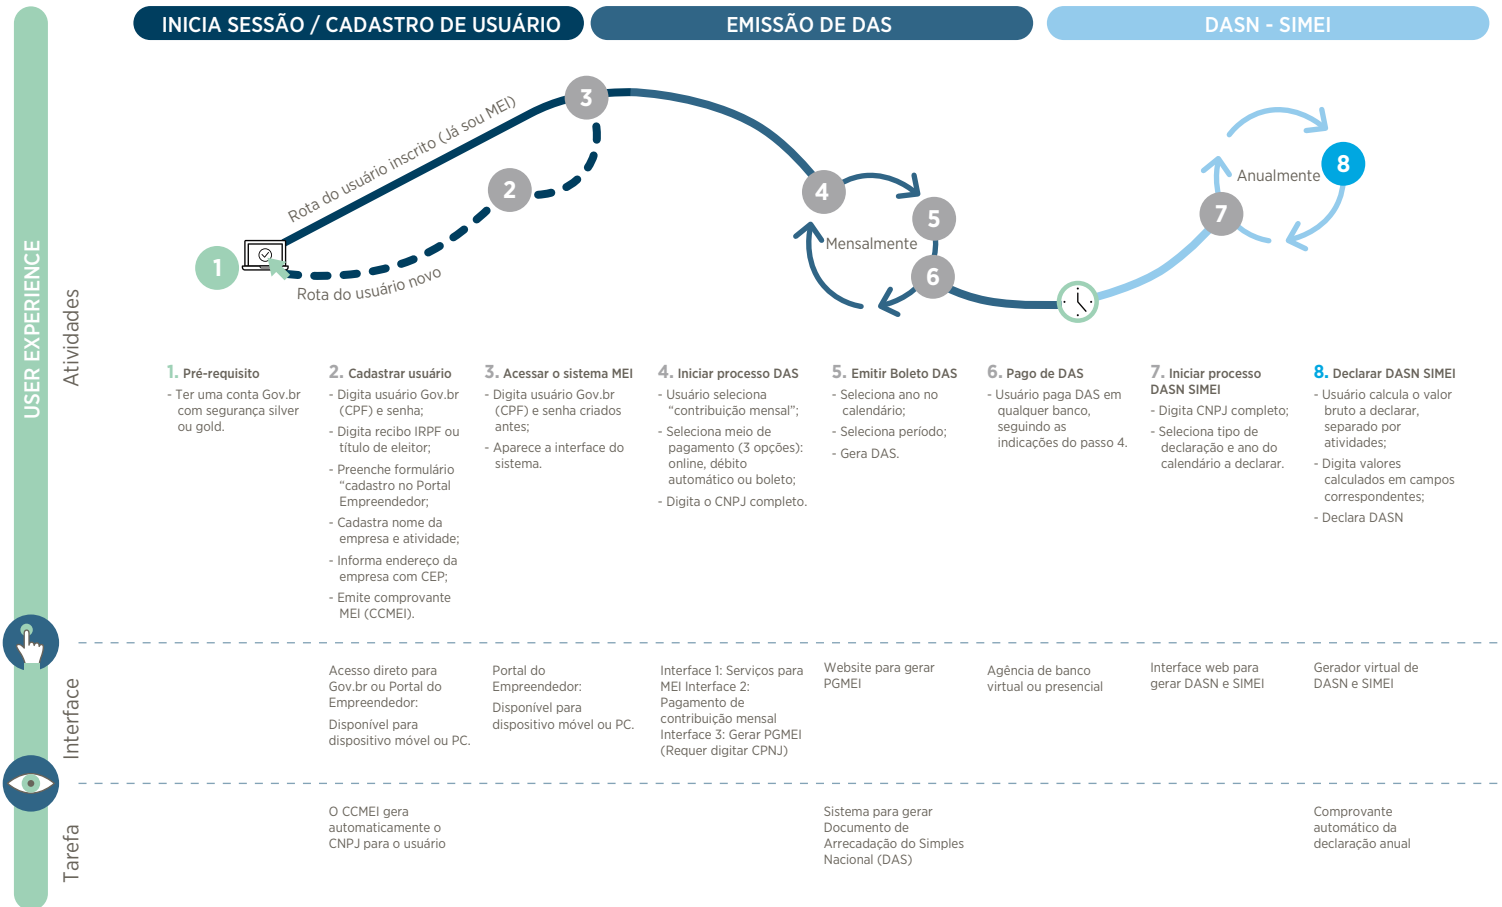 INICIA SESSÃO / CADASTRO DE USUÁRIO
EMISSÃO DE DAS
DASN - SIMEI
USER EXPERIENCE
Atividades
Rota do usuário inscrito (Já sou MEI)
Rota do usuário novo
1
2
3
4
5
6
Mensalmente
7
8
Anualmente
1. Pré-requisito
- Ter uma conta Gov.br
com segurança silver
ou gold.
2. Cadastrar usuário
- Digita usuário Gov.br
(CPF) e senha;
- Digita recibo IRPF ou
título de eleitor;
- Preenche formulário
“cadastro no Portal
Empreendedor;
- Cadastra nome da
empresa e atividade;
- Informa endereço da
empresa com CEP;
- Emite comprovante
MEI (CCMEI).
3. Acessar o sistema MEI
- Digita usuário Gov.br
(CPF) e senha criados
antes;
- Aparece a interface do
sistema.
4. Iniciar processo DAS
- Usuário seleciona
“contribuição mensal”;
- Seleciona meio de
pagamento (3 opções):
online, débito
automático ou boleto;
- Digita o CNPJ completo.
5. Emitir Boleto DAS
- Seleciona ano no
calendário;
- Seleciona período;
- Gera DAS.
6. Pago de DAS
- Usuário paga DAS em
qualquer banco,
seguindo as
indicações do passo 4.
7. Iniciar processo
DASN SIMEI
- Digita CNPJ completo;
- Seleciona tipo de
declaração e ano do
calendário a declarar.
8. Declarar DASN SIMEI
- Usuário calcula o valor
bruto a declarar,
separado por
atividades;
- Digita valores
calculados em campos
correspondentes;
- Declara DASN
Interface
Acesso direto para
Gov.br ou Portal do
Empreendedor:
Disponível para
dispositivo móvel ou PC.
Portal do
Empreendedor:
Disponível para
dispositivo móvel ou PC.
Interface 1: Serviços para
MEI Interface 2:
Pagamento de
contribuição mensal
Interface 3: Gerar PGMEI
(Requer digitar CPNJ)
Website para gerar
PGMEI
Agência de banco
virtual ou presencial
Interface web para
gerar DASN e SIMEI
Gerador virtual de
DASN e SIMEI
Tarefa
O CCMEI gera
automaticamente o
CNPJ para o usuário
Sistema para gerar
Documento de
Arrecadação do Simples
Nacional (DAS)
Comprovante
automático da
declaração anual